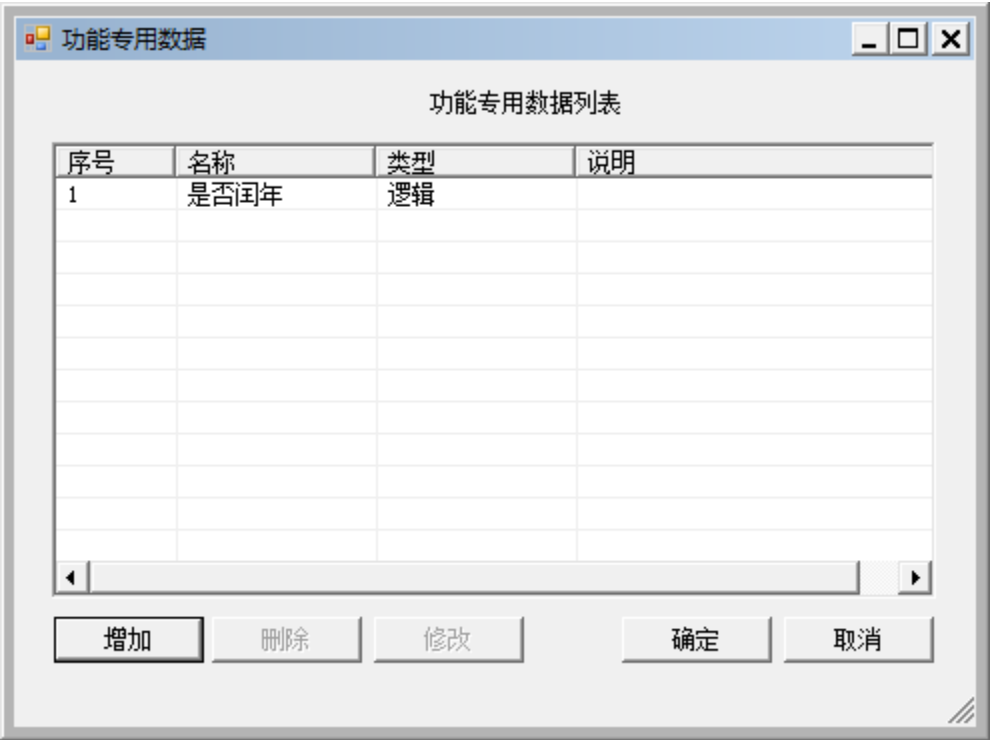 功能专用数据
功能专用数据列表
序号 名称 类型 说明
1 是否闰年 逻辑
增加 删除 修改 确定 取消